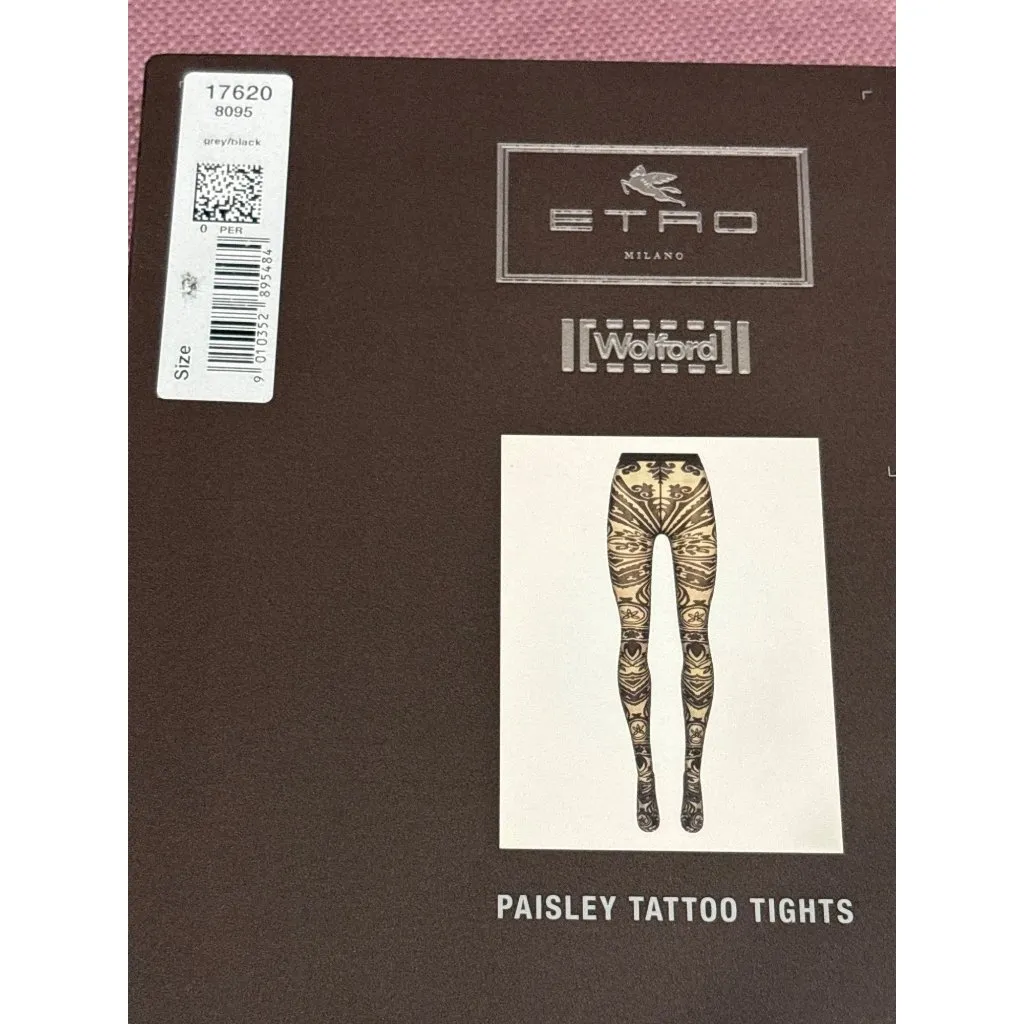 17620
8095
grey/black
0 PER
Size
9 010352 895484
ETRO
MILANO
Wolford
PAISLEY TATTOO TIGHTS